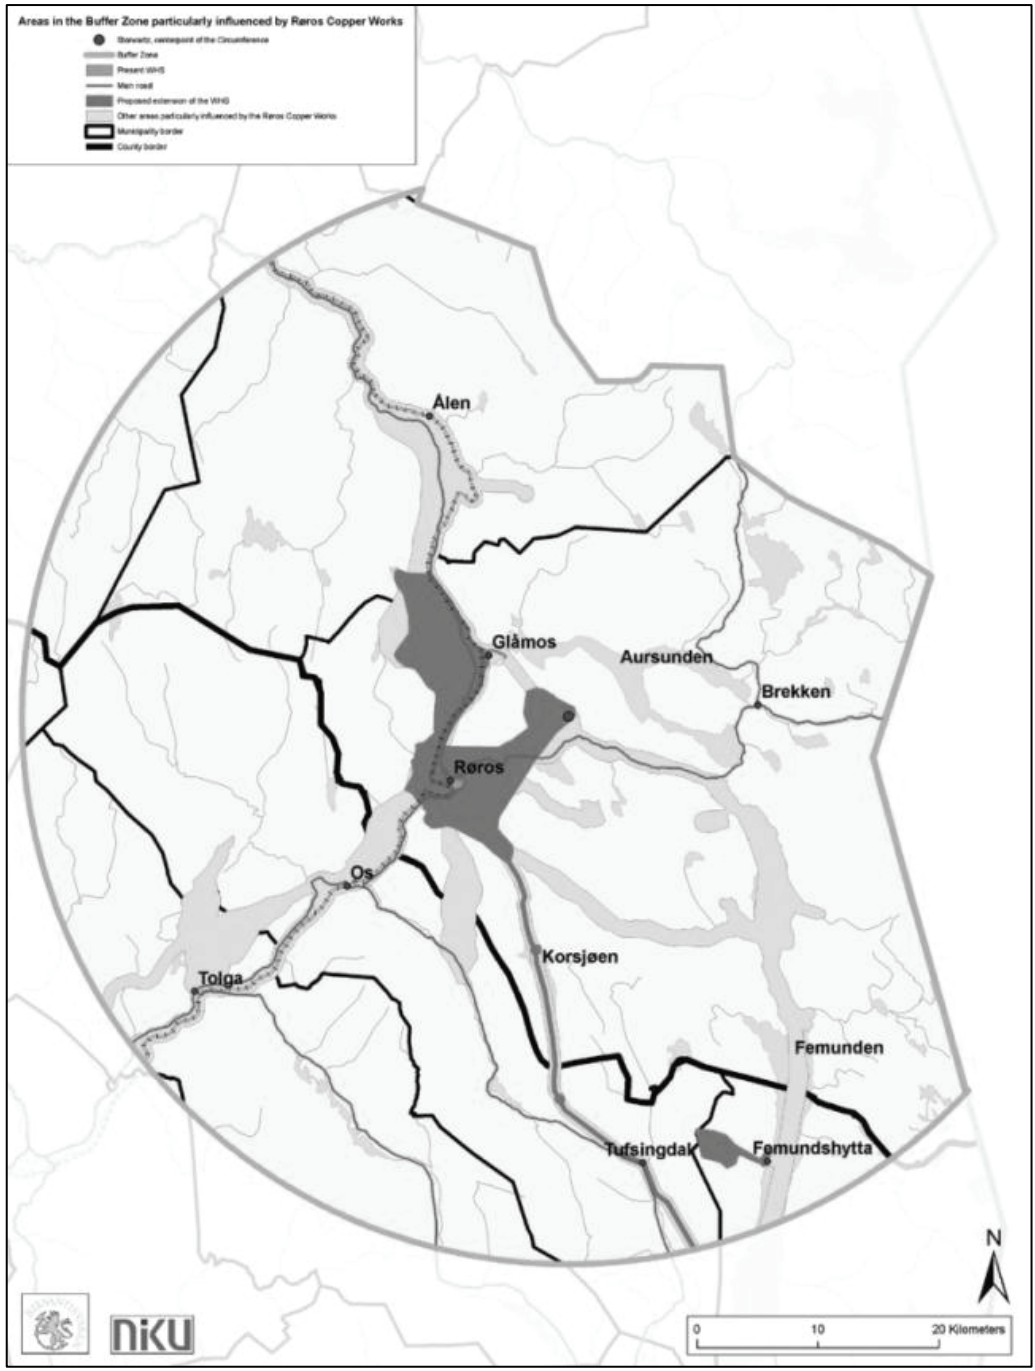 Areas in the Buffer Zone particularly influenced by Røros Copper Works
Storwartz, centerpoint of the Circumference
Buffer Zone
Present WHS
Main road
Proposed extension of the WHS
Other areas particularly influenced by the Røros Copper Works
Municipality border
County border
Ålen
Glåmos
Aursunden
Brekken
Røros
Os
Korsjøen
Tolga
Femunden
Tufsingdal
Femundshytta
N
niku
0 10 20 Kilometers